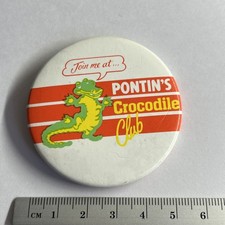 Join me at...
PONTIN'S
Crocodile
Club
CM 1 2 3 4 5 6